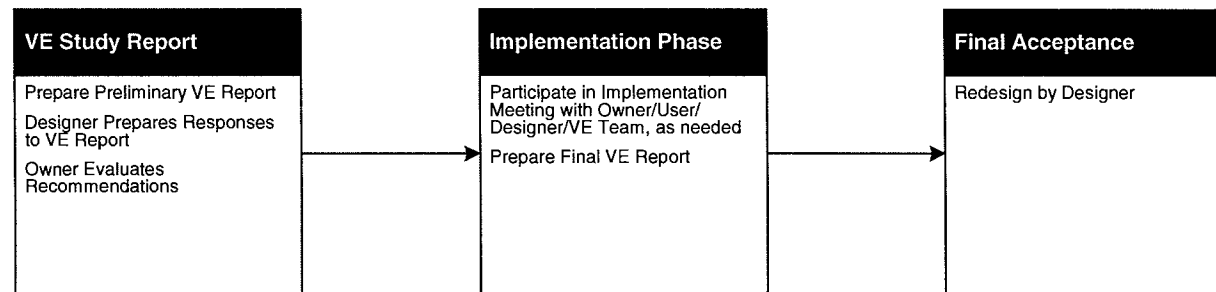 VE Study Report
Prepare Preliminary VE Report
Designer Prepares Responses
to VE Report
Owner Evaluates
Recommendations
Implementation Phase
Participate in Implementation
Meeting with Owner/User/
Designer/VE Team, as needed
Prepare Final VE Report
Final Acceptance
Redesign by Designer